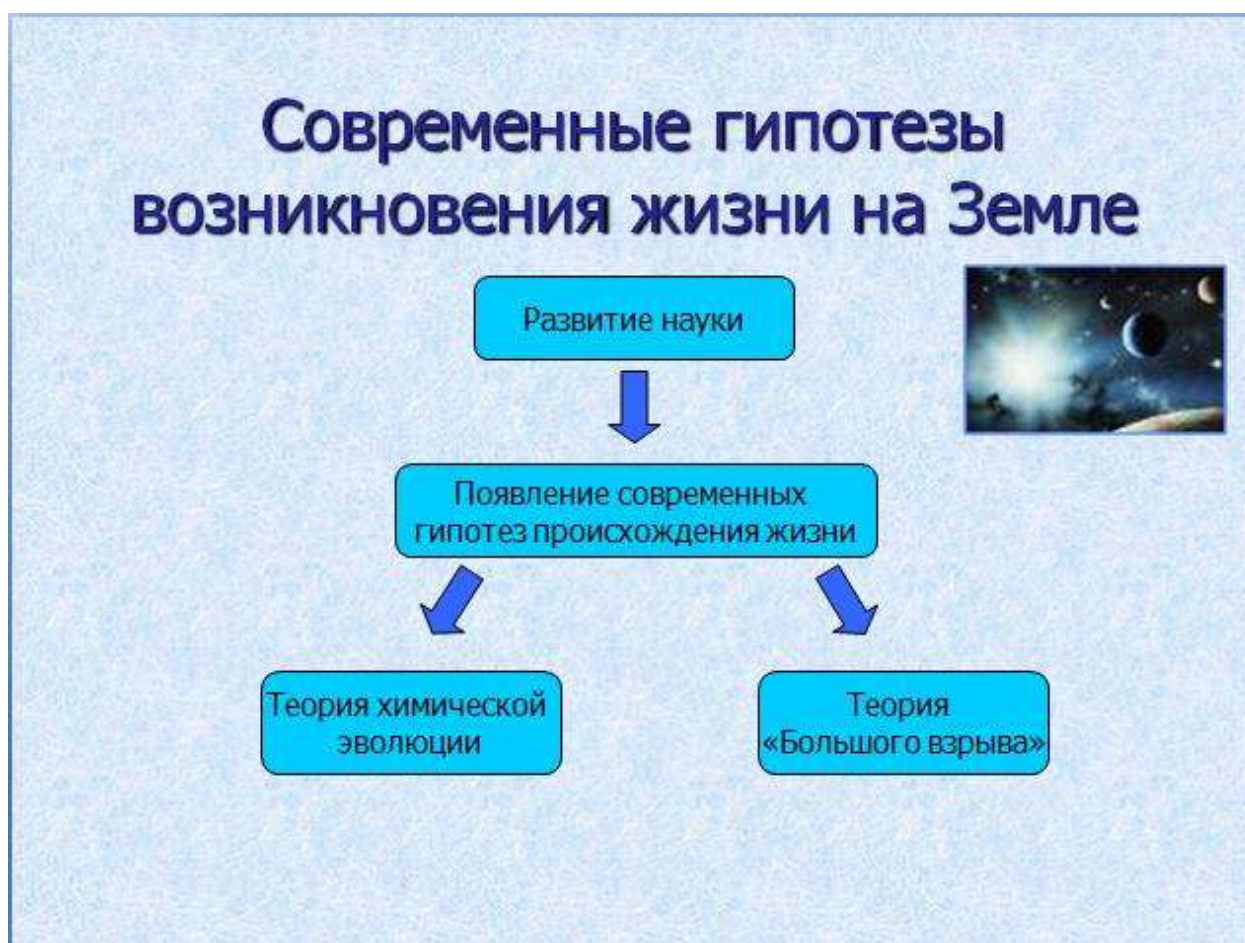 Современные гипотезы
возникновения жизни на Земле
Развитие науки
Появление современных
гипотез происхождения жизни
Теория химической
эволюции
Теория
«Большого взрыва»